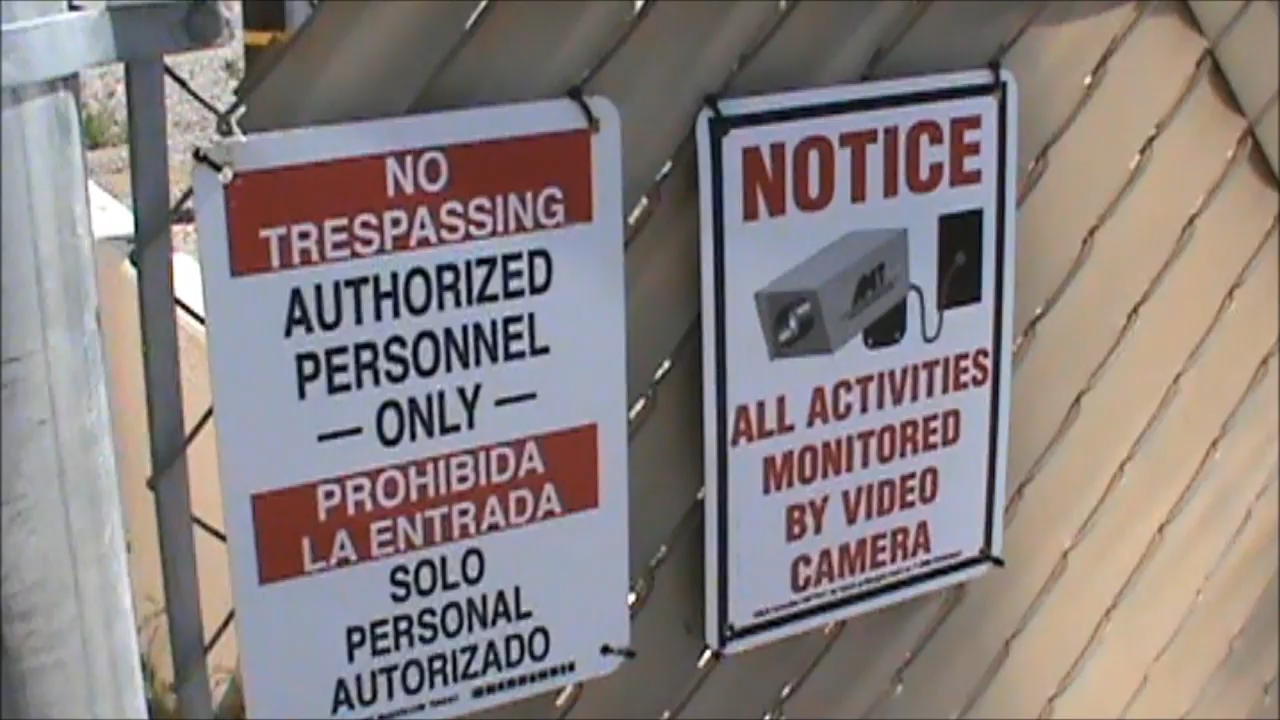 NO
TRESPASSING
AUTHORIZED
PERSONNEL
— ONLY —
PROHIBIDA
LA ENTRADA
SOLO
PERSONAL
AUTORIZADO
NOTICE
ALL ACTIVITIES
MONITORED
BY VIDEO
CAMERA